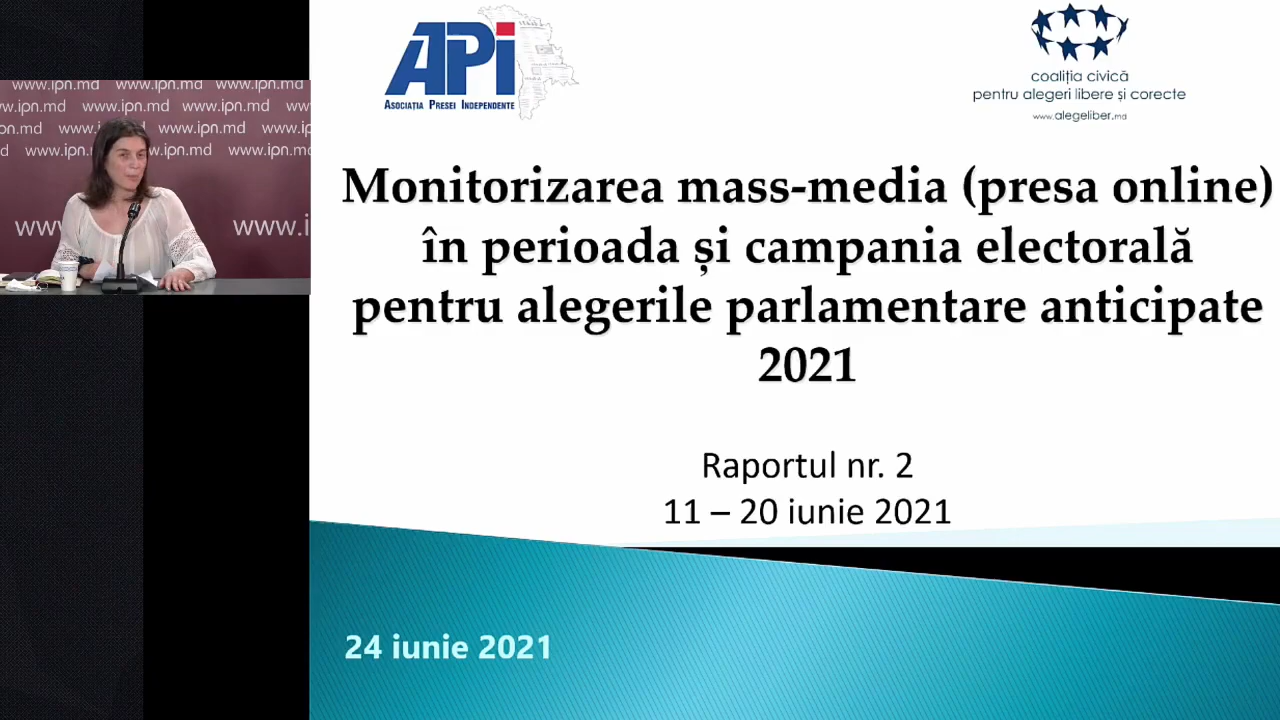 www.ipn.md www.ipn.md www.ipn.md
www.ipn.md www.ipn.md
www.ipn.md
www.ipn.md www.ipn.md
API
ASOCIAȚIA PRESEI INDEPENDENTE
coaliția civică
pentru alegeri libere și corecte
www.alegeliber.md
Monitorizarea mass-media (presa online)
în perioada și campania electorală
pentru alegerile parlamentare anticipate
2021
Raportul nr. 2
11 – 20 iunie 2021
24 iunie 2021